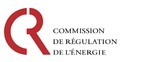 COMMISSION
DE RÉGULATION
DE L'ÉNERGIE